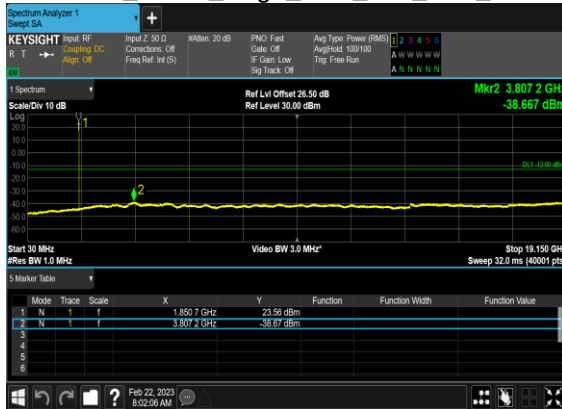 Spectrum Analyzer 1
Swept SA
KEYSIGHT Input: RF Input Z: 50 Ω #Atten: 20 dB PNO: Fast Avg Type: Power (RMS) 1 2 3 4 5 6
R T Coupling: DC Corrections: Off Gate: Off Avg|Hold: 100/100 A W W W W W
Align: Off Freq Ref: Int (S) IF Gain: Low Trig: Free Run
LW Sig Track: Off A N N N N N
1 Spectrum Ref Lvl Offset 26.50 dB Mkr2 3.807 2 GHz
Scale/Div 10 dB Ref Level 30.00 dBm -38.667 dBm
Log
20.0
10.0
0.00
-10.0
-20.0
-30.0
-40.0
-50.0
-60.0
1
2
DL1 -13.00 dBm
Start 30 MHz Video BW 3.0 MHz* Stop 19.150 GHz
#Res BW 1.0 MHz Sweep 32.0 ms (40001 pts)
5 Marker Table
Mode Trace Scale X Y Function Function Width Function Value
1 N 1 f 1.850 7 GHz 23.56 dBm
2 N 1 f 3.807 2 GHz -38.67 dBm
3
4
5
6
? Feb 22, 2023
8:02:06 AM